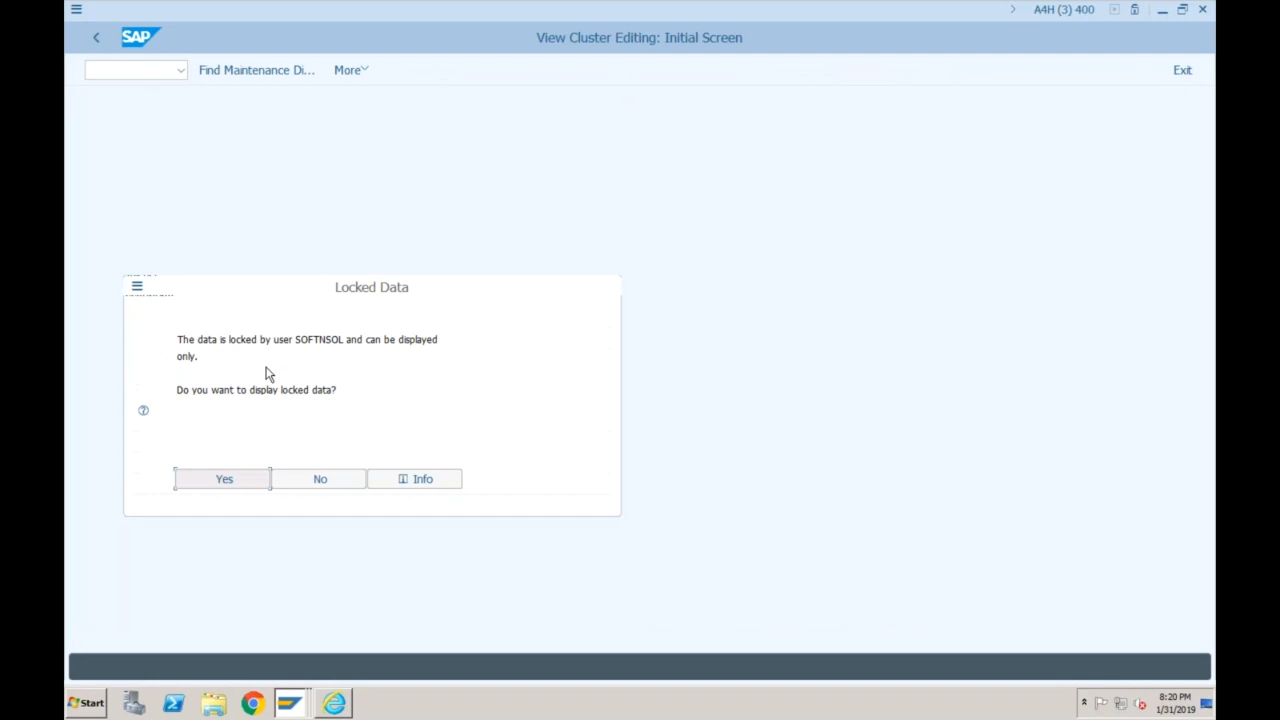 A4H (3) 400
SAP
View Cluster Editing: Initial Screen
Find Maintenance Di...
More
Exit
Locked Data
The data is locked by user SOFTNSOL and can be displayed
only.
Do you want to display locked data?
Yes
No
Info
Start
8:20 PM
1/31/2019